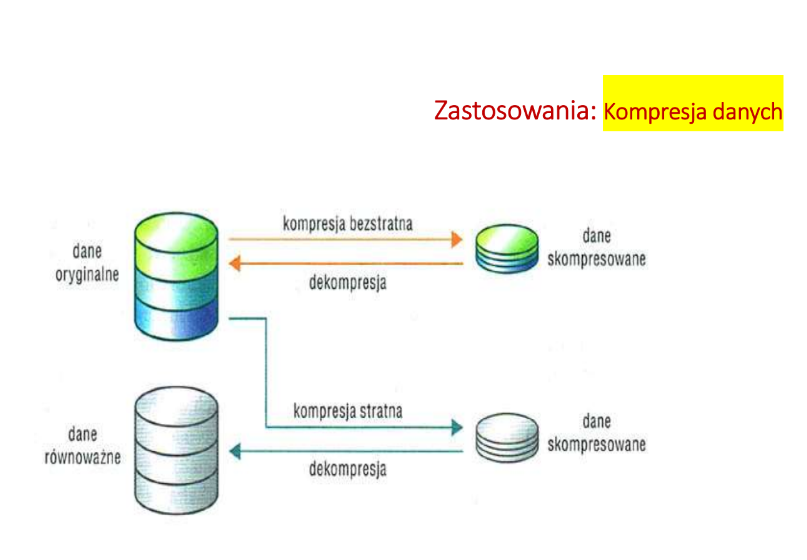 Zastosowania: Kompresja danych
kompresja bezstratna
dane
oryginalne
dane
skompresowane
dekompresja
kompresja stratna
dane
równoważne
dane
skompresowane
dekompresja